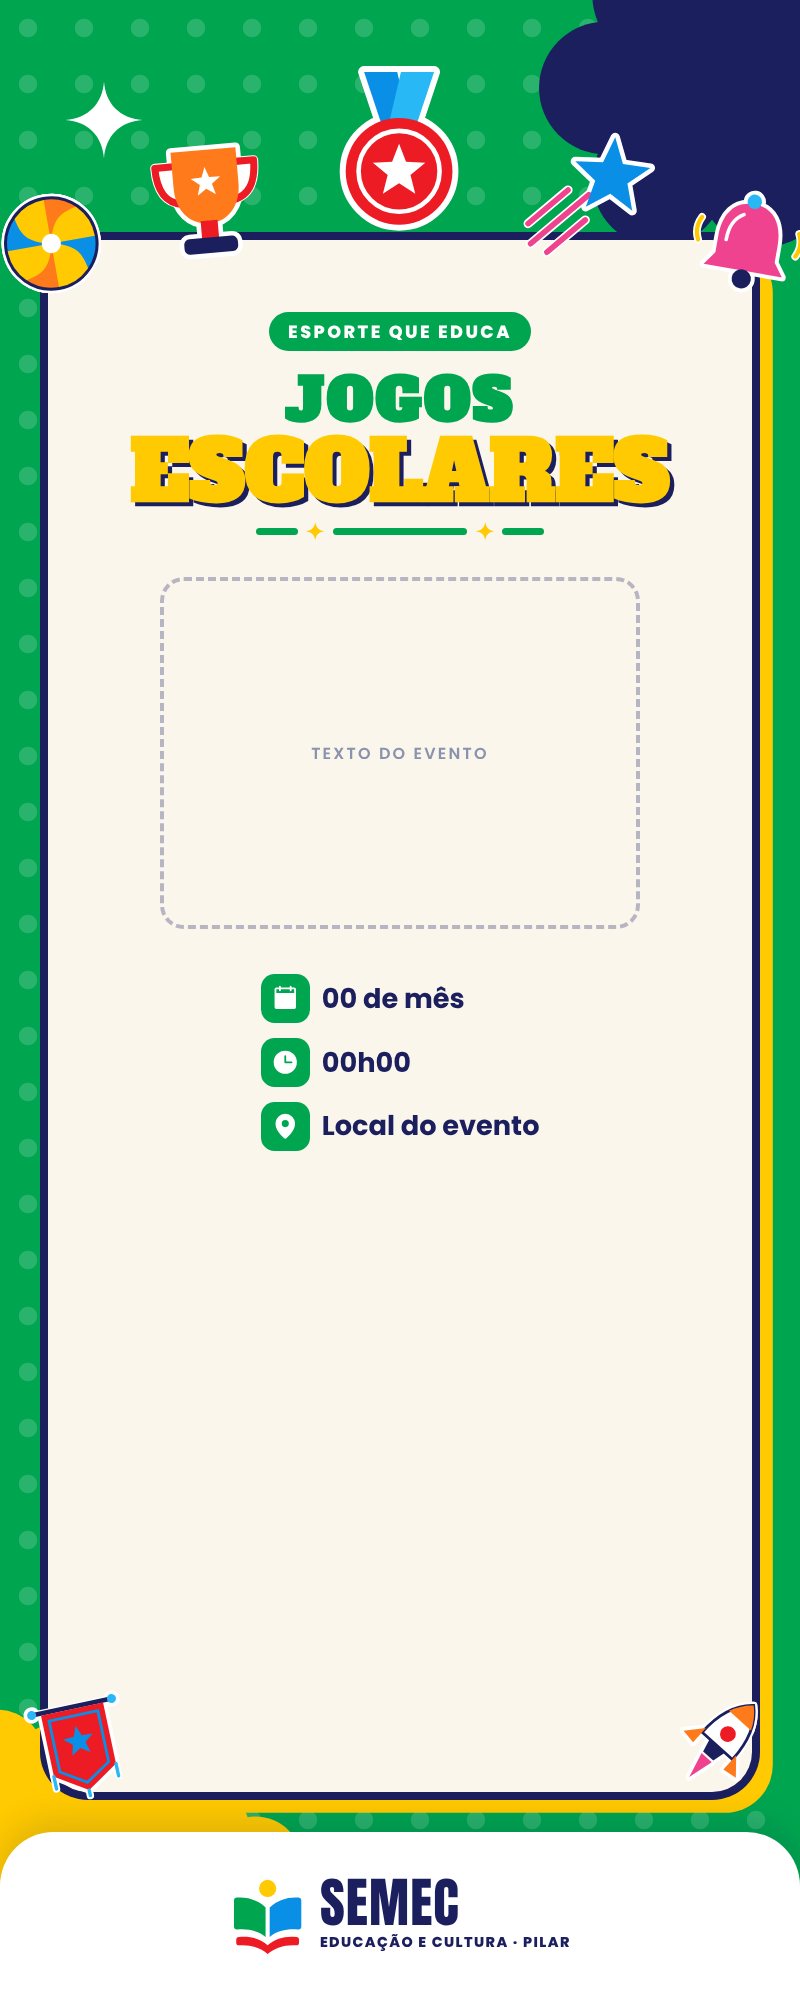 ESPORTE QUE EDUCA
JOGOS
ESCOLARES
TEXTO DO EVENTO
00 de mês
00h00
Local do evento
SEMEC
EDUCAÇÃO E CULTURA · PILAR